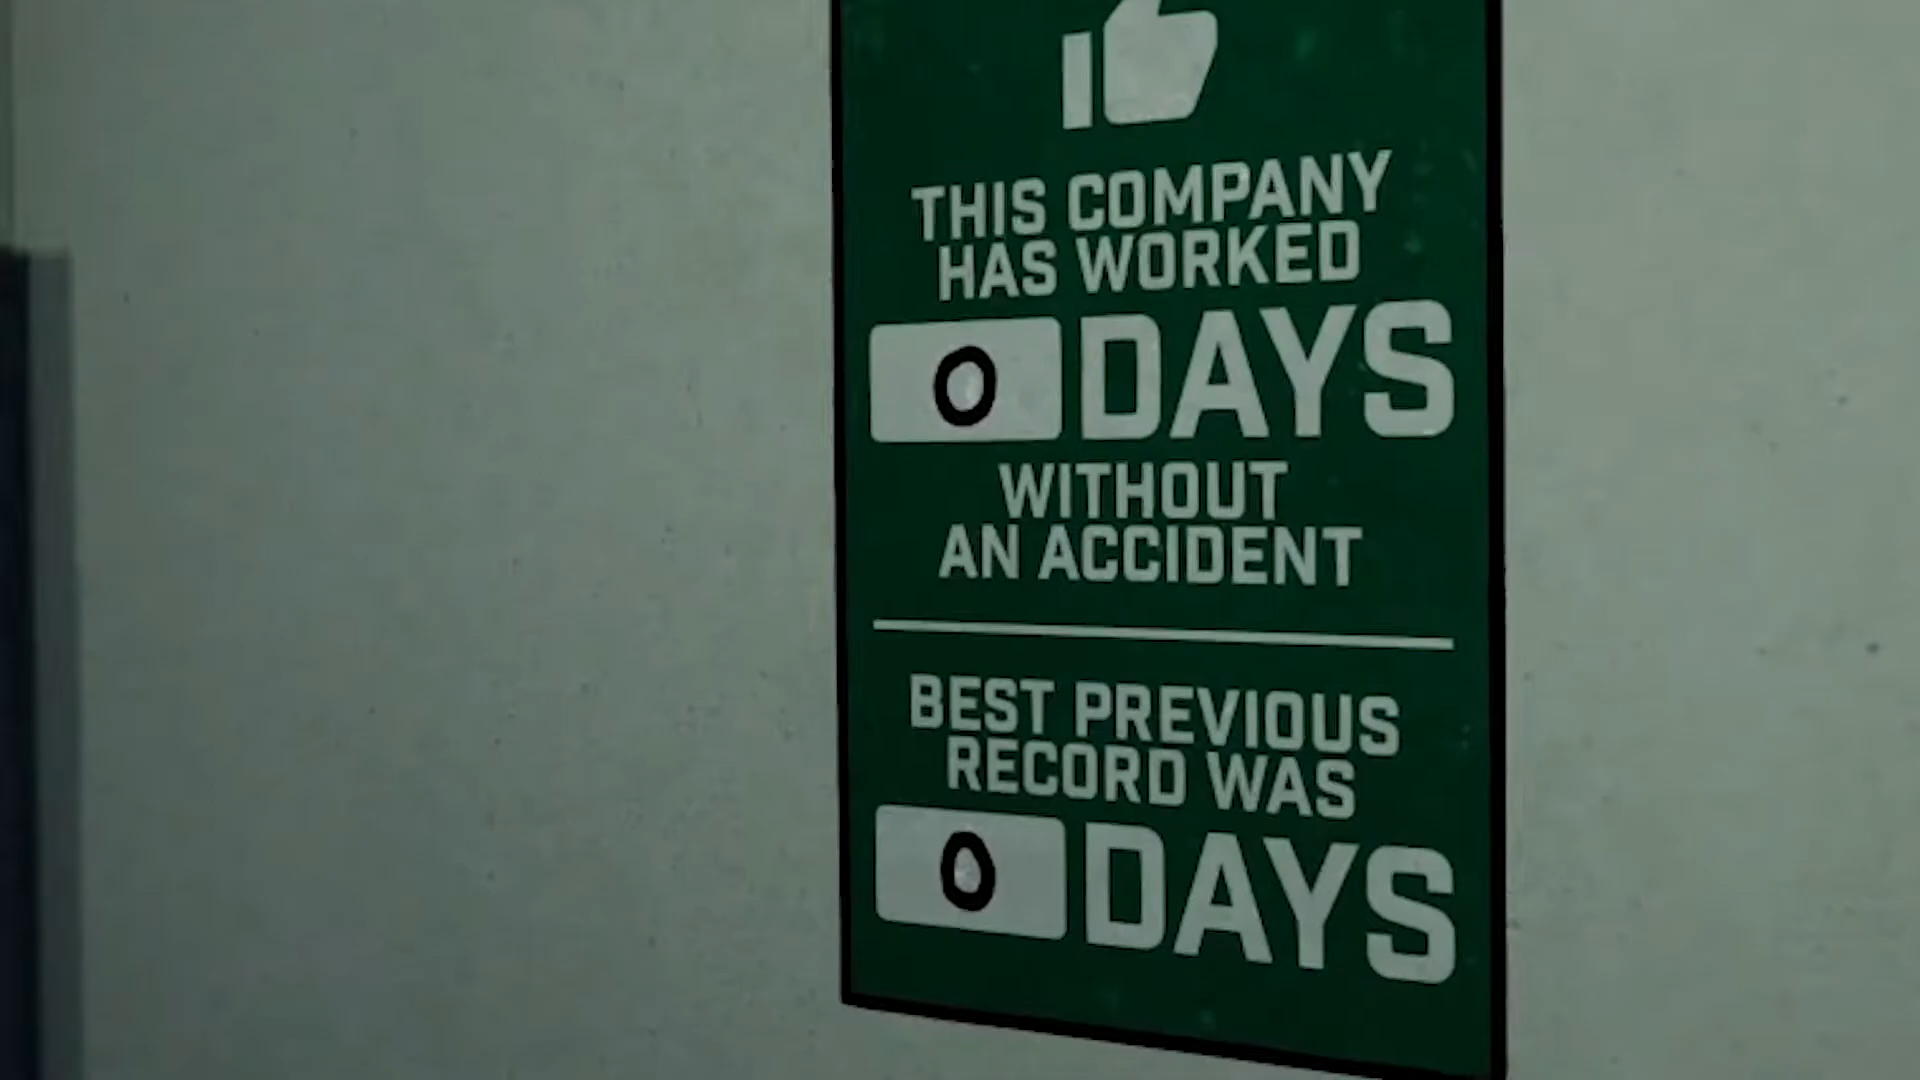 THIS COMPANY
HAS WORKED
0 DAYS
WITHOUT
AN ACCIDENT
BEST PREVIOUS
RECORD WAS
0 DAYS